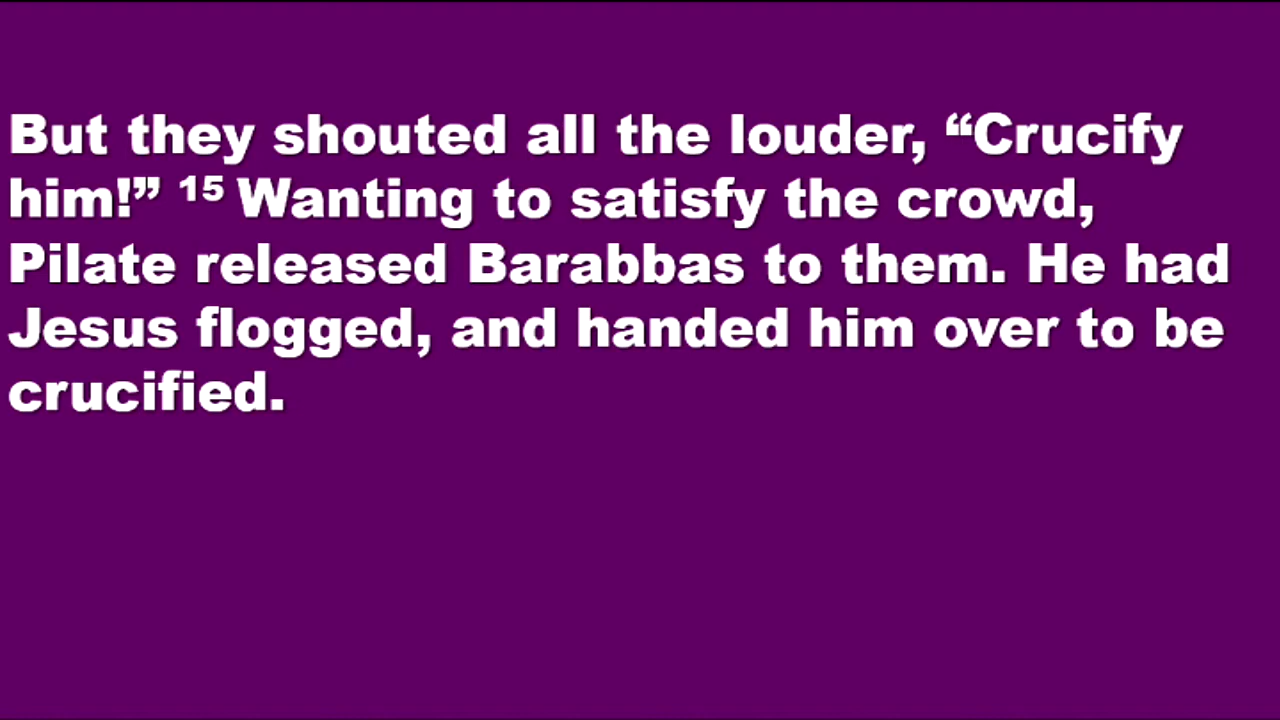 But they shouted all the louder, “Crucify
him!” 15 Wanting to satisfy the crowd,
Pilate released Barabbas to them. He had
Jesus flogged, and handed him over to be
crucified.